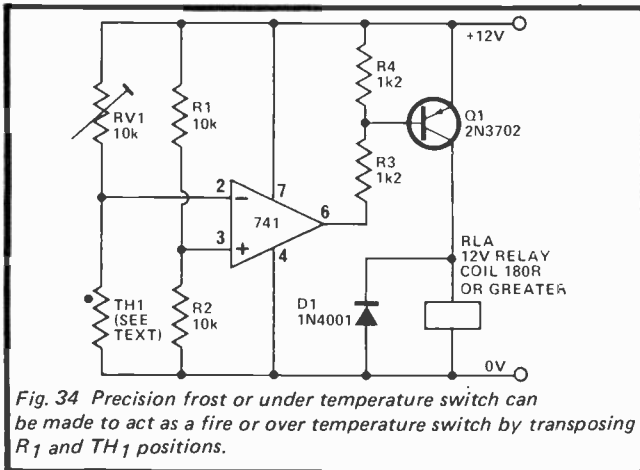 +12V
RV1
10k
R1
10k
R4
1k2
Q1
2N3702
R3
1k2
2
7
741
6
3
4
TH1
(SEE
TEXT)
R2
10k
D1
1N4001
RLA
12V RELAY
COIL 180R
OR GREATER
0V
Fig. 34 Precision frost or under temperature switch can
be made to act as a fire or over temperature switch by transposing
R1 and TH1 positions.